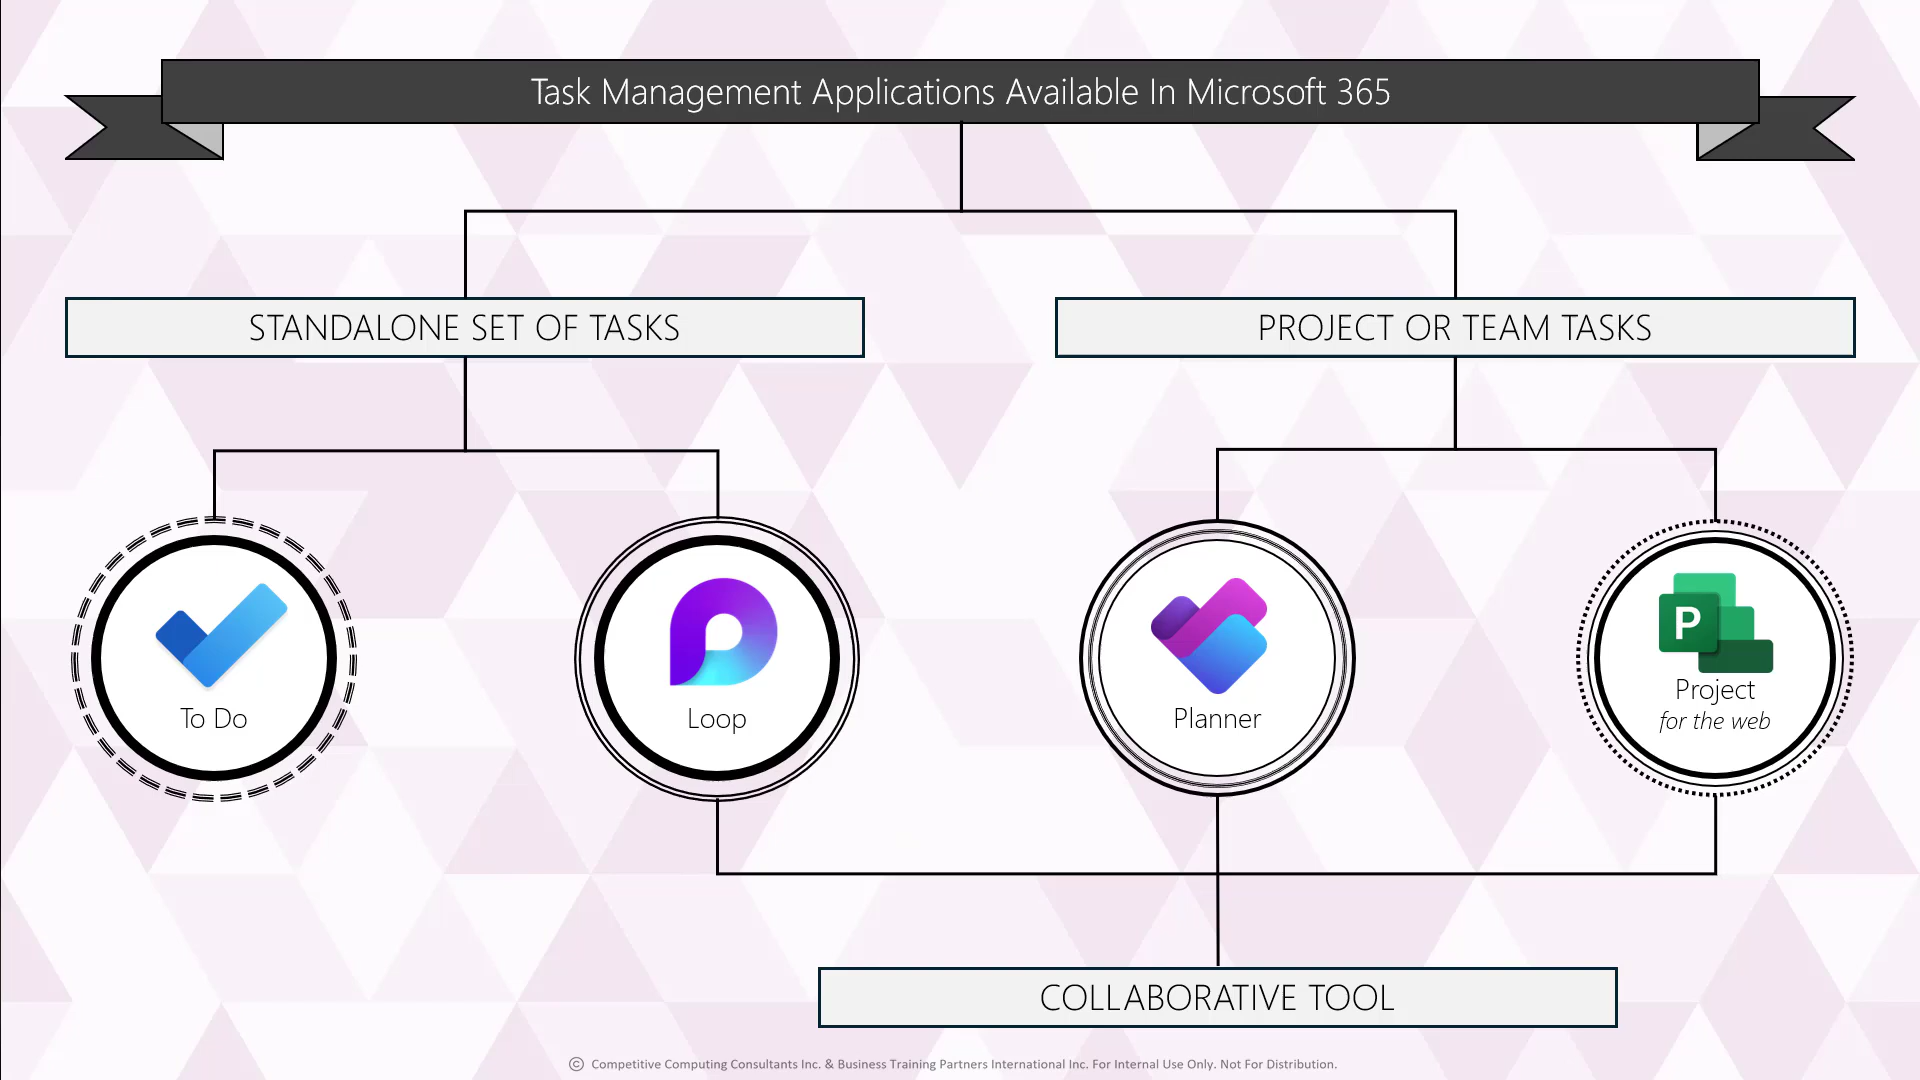 Task Management Applications Available In Microsoft 365
STANDALONE SET OF TASKS
PROJECT OR TEAM TASKS
To Do
Loop
Planner
P
Project
for the web
COLLABORATIVE TOOL
© Competitive Computing Consultants Inc. & Business Training Partners International Inc. For Internal Use Only. Not For Distribution.